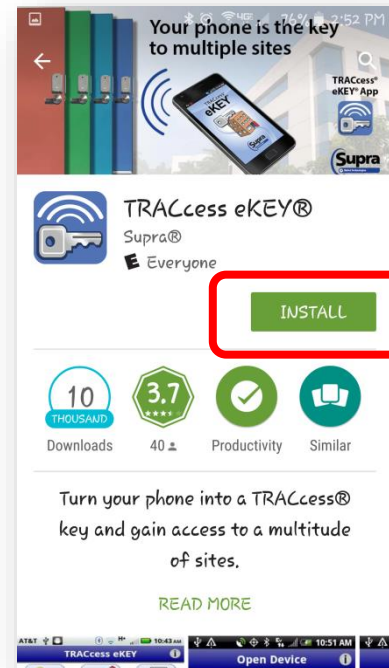 Your phone is the key
to multiple sites
76% 2:52 PM
TRACcess®
eKEY® App
eKEY
Supra
TRACcess eKEY®
Supra®
E Everyone
INSTALL
10
THOUSAND
3.7
Downloads
40
Productivity
Similar
Turn your phone into a TRACcess®
key and gain access to a multitude
of sites.
READ MORE
AT&T
10:43 AM
10:51 AM
TRACcess eKEY
Open Device